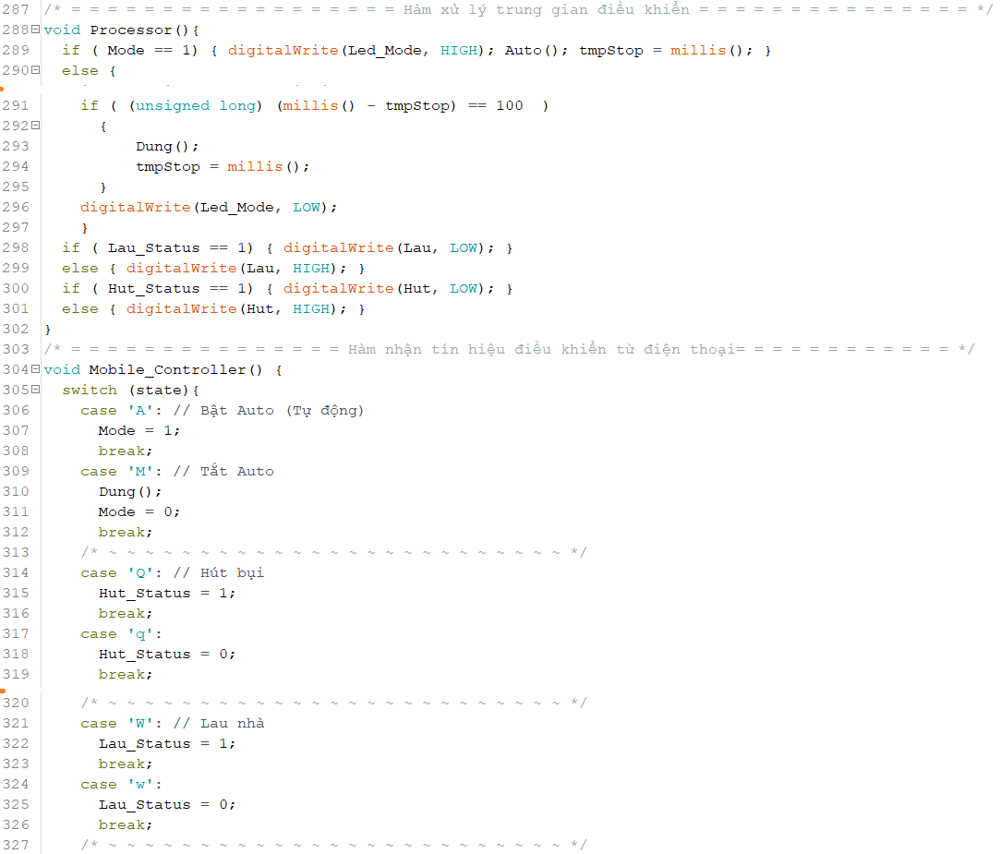 287 /* = = = = = = = = = = = = = = = = = = Hàm xử lý trung gian điều khiển = = = = = = = = = = = = = = = */
288 void Processor(){
289   if ( Mode == 1) { digitalWrite(Led_Mode, HIGH); Auto(); tmpStop = millis(); }
290   else {
291     if ( (unsigned long) (millis() - tmpStop) == 100  )
292       {
293           Dung();
294           tmpStop = millis();
295       }
296     digitalWrite(Led_Mode, LOW);
297     }
298   if ( Lau_Status == 1) { digitalWrite(Lau, LOW); }
299   else { digitalWrite(Lau, HIGH); }
300   if ( Hut_Status == 1) { digitalWrite(Hut, LOW); }
301   else { digitalWrite(Hut, HIGH); }
302 }
303 /* = = = = = = = = = = = = = = = Hàm nhận tín hiệu điều khiển từ điện thoại= = = = = = = = = = = = */
304 void Mobile_Controller() {
305   switch (state){
306     case 'A': // Bật Auto (Tự động)
307       Mode = 1;
308       break;
309     case 'M': // Tắt Auto
310       Dung();
311       Mode = 0;
312       break;
313     /* ~ ~ ~ ~ ~ ~ ~ ~ ~ ~ ~ ~ ~ ~ ~ ~ ~ ~ ~ ~ ~ ~ ~ ~ ~ */
314     case 'Q': // Hút bụi
315       Hut_Status = 1;
316       break;
317     case 'q':
318       Hut_Status = 0;
319       break;
320     /* ~ ~ ~ ~ ~ ~ ~ ~ ~ ~ ~ ~ ~ ~ ~ ~ ~ ~ ~ ~ ~ ~ ~ ~ ~ */
321     case 'W': // Lau nhà
322       Lau_Status = 1;
323       break;
324     case 'w':
325       Lau_Status = 0;
326       break;
327     /* ~ ~ ~ ~ ~ ~ ~ ~ ~ ~ ~ ~ ~ ~ ~ ~ ~ ~ ~ ~ ~ ~ ~ ~ ~ */